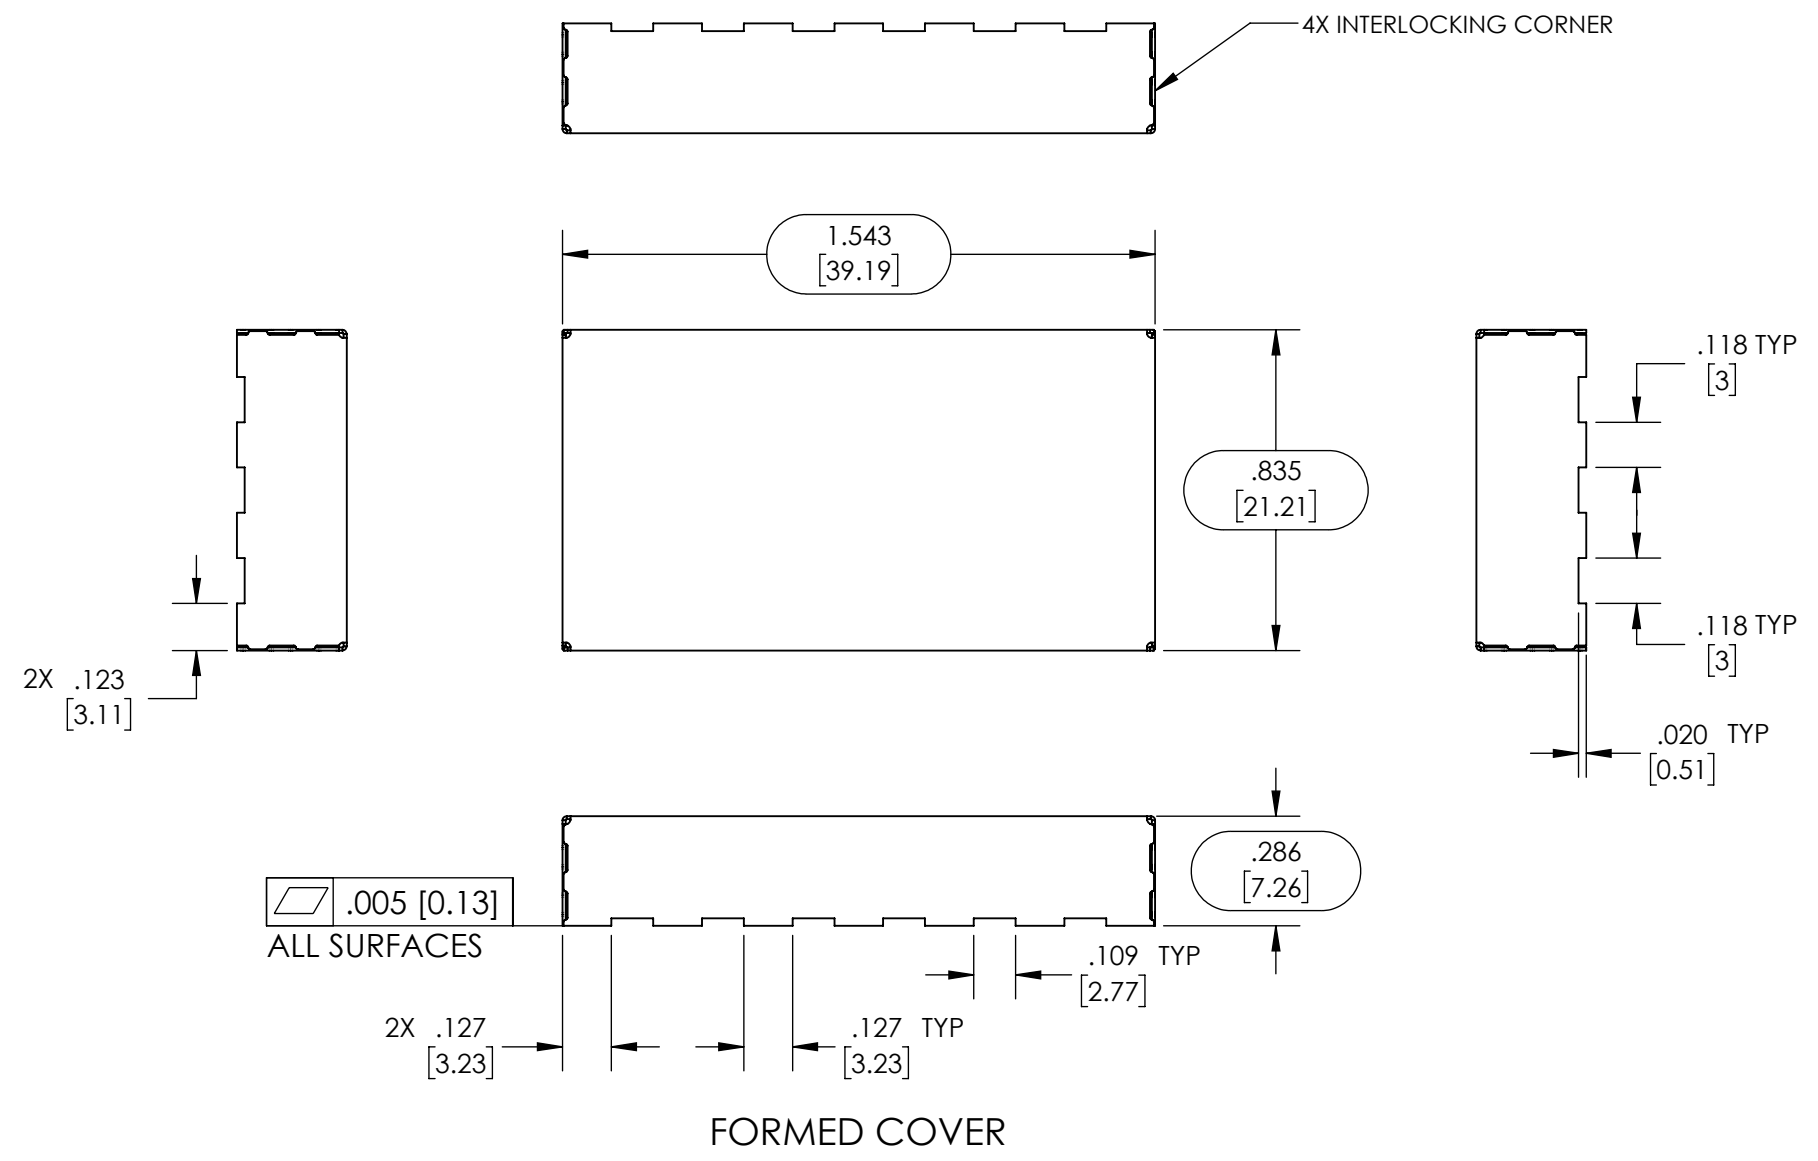 4X INTERLOCKING CORNER
1.543
[39.19]
.118 TYP
[3]
.835
[21.21]
.118 TYP
[3]
2X .123
[3.11]
.020 TYP
[0.51]
.286
[7.26]
.005 [0.13]
ALL SURFACES
.109 TYP
[2.77]
2X .127
[3.23]
.127 TYP
[3.23]
FORMED COVER